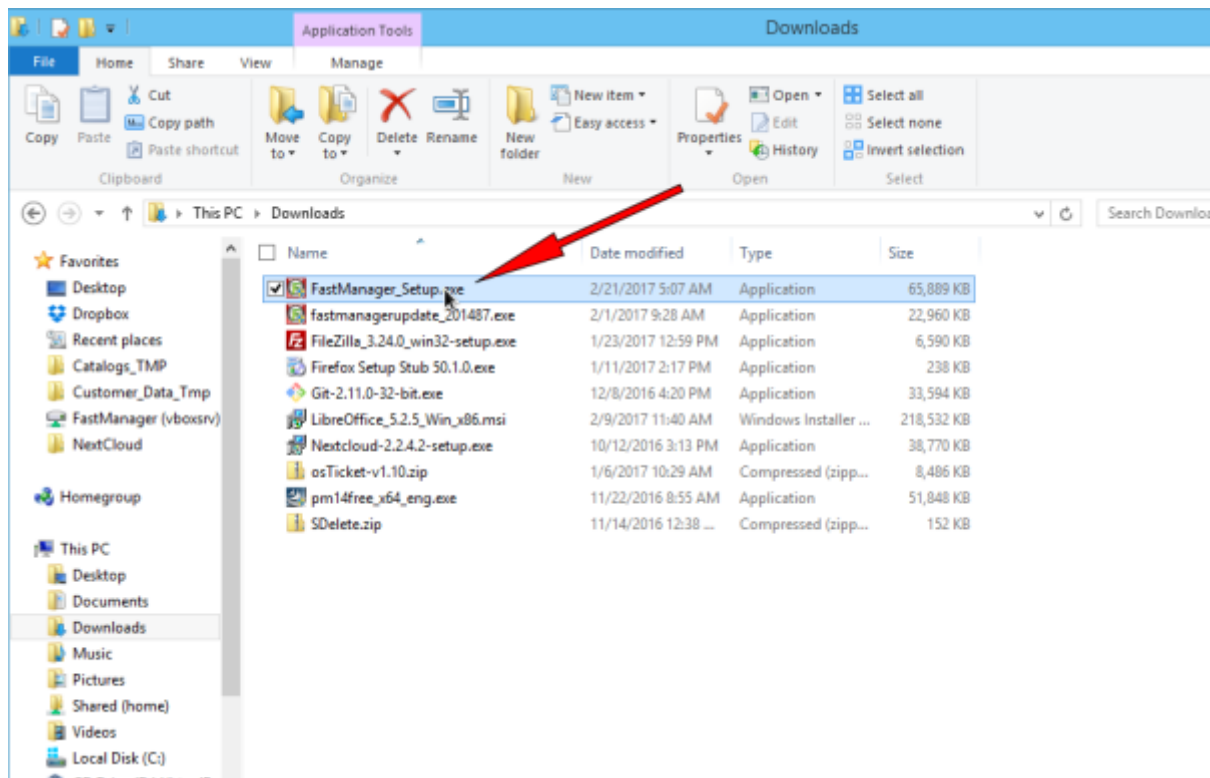 Application Tools
Downloads
File Home Share View Manage
Copy
Paste
Cut
Copy path
Paste shortcut
Clipboard
Move to
Copy to
Delete
Rename
Organize
New folder
New item
Easy access
New
Properties
Open
Edit
History
Open
Select all
Select none
Invert selection
Select
This PC Downloads
Search Downloa
Favorites
Desktop
Dropbox
Recent places
Catalogs_TMP
Customer_Data_Tmp
FastManager (vboxsrv)
NextCloud
Homegroup
This PC
Desktop
Documents
Downloads
Music
Pictures
Shared (home)
Videos
Local Disk (C:)
Name Date modified Type Size
FastManager_Setup.exe 2/21/2017 5:07 AM Application 65,889 KB
fastmanagerupdate_201487.exe 2/1/2017 9:28 AM Application 22,960 KB
FileZilla_3.24.0_win32-setup.exe 1/23/2017 12:59 PM Application 6,590 KB
Firefox Setup Stub 50.1.0.exe 1/11/2017 2:17 PM Application 238 KB
Git-2.11.0-32-bit.exe 12/8/2016 4:20 PM Application 33,594 KB
LibreOffice_5.2.5_Win_x86.msi 2/9/2017 11:40 AM Windows Installer ... 218,532 KB
Nextcloud-2.2.4.2-setup.exe 10/12/2016 3:13 PM Application 38,770 KB
osTicket-v1.10.zip 1/6/2017 10:29 AM Compressed (zipp... 8,486 KB
pm14free_x64_eng.exe 11/22/2016 8:55 AM Application 51,848 KB
SDelete.zip 11/14/2016 12:38 ... Compressed (zipp... 152 KB